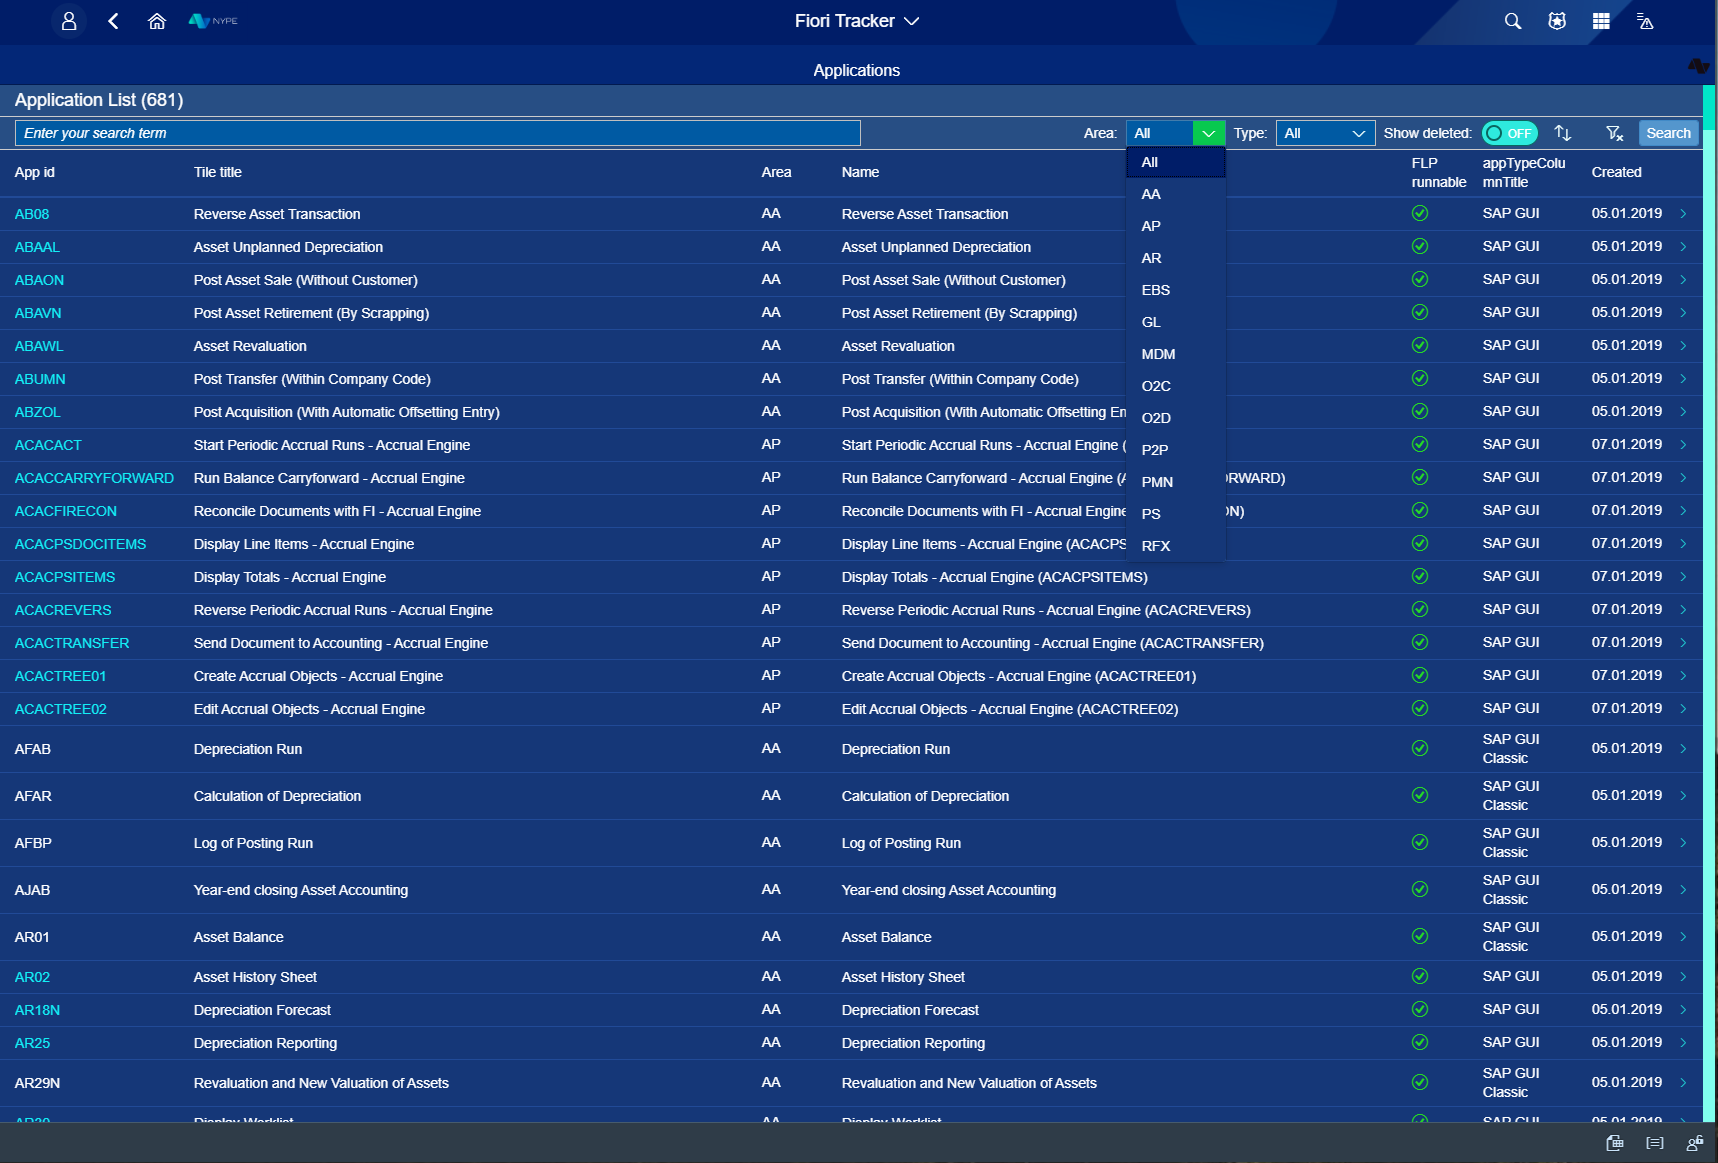 NYPE
Fiori Tracker
Applications
Application List (681)
Enter your search term
Area: All Type: All Show deleted: OFF Search
All
AA
AP
AR
EBS
GL
MDM
O2C
O2D
P2P
PMN
PS
RFX
App id Tile title Area Name FLP runnable appTypeColumnTitle Created
AB08 Reverse Asset Transaction AA Reverse Asset Transaction SAP GUI 05.01.2019
ABAAL Asset Unplanned Depreciation AA Asset Unplanned Depreciation SAP GUI 05.01.2019
ABAON Post Asset Sale (Without Customer) AA Post Asset Sale (Without Customer) SAP GUI 05.01.2019
ABAVN Post Asset Retirement (By Scrapping) AA Post Asset Retirement (By Scrapping) SAP GUI 05.01.2019
ABAWL Asset Revaluation AA Asset Revaluation SAP GUI 05.01.2019
ABUMN Post Transfer (Within Company Code) AA Post Transfer (Within Company Code) SAP GUI 05.01.2019
ABZOL Post Acquisition (With Automatic Offsetting Entry) AA Post Acquisition (With Automatic Offsetting En SAP GUI 05.01.2019
ACACACT Start Periodic Accrual Runs - Accrual Engine AP Start Periodic Accrual Runs - Accrual Engine ( SAP GUI 07.01.2019
ACACCARRYFORWARD Run Balance Carryforward - Accrual Engine AP Run Balance Carryforward - Accrual Engine (A RWARD) SAP GUI 07.01.2019
ACACFIRECON Reconcile Documents with FI - Accrual Engine AP Reconcile Documents with FI - Accrual Engine ON) SAP GUI 07.01.2019
ACACPSDOCITEMS Display Line Items - Accrual Engine AP Display Line Items - Accrual Engine (ACACPS SAP GUI 07.01.2019
ACACPSITEMS Display Totals - Accrual Engine AP Display Totals - Accrual Engine (ACACPSITEMS) SAP GUI 07.01.2019
ACACREVERS Reverse Periodic Accrual Runs - Accrual Engine AP Reverse Periodic Accrual Runs - Accrual Engine (ACACREVERS) SAP GUI 07.01.2019
ACACTRANSFER Send Document to Accounting - Accrual Engine AP Send Document to Accounting - Accrual Engine (ACACTRANSFER) SAP GUI 07.01.2019
ACACTREE01 Create Accrual Objects - Accrual Engine AP Create Accrual Objects - Accrual Engine (ACACTREE01) SAP GUI 07.01.2019
ACACTREE02 Edit Accrual Objects - Accrual Engine AP Edit Accrual Objects - Accrual Engine (ACACTREE02) SAP GUI 07.01.2019
AFAB Depreciation Run AA Depreciation Run SAP GUI Classic 05.01.2019
AFAR Calculation of Depreciation AA Calculation of Depreciation SAP GUI Classic 05.01.2019
AFBP Log of Posting Run AA Log of Posting Run SAP GUI Classic 05.01.2019
AJAB Year-end closing Asset Accounting AA Year-end closing Asset Accounting SAP GUI Classic 05.01.2019
AR01 Asset Balance AA Asset Balance SAP GUI Classic 05.01.2019
AR02 Asset History Sheet AA Asset History Sheet SAP GUI 05.01.2019
AR18N Depreciation Forecast AA Depreciation Forecast SAP GUI 05.01.2019
AR25 Depreciation Reporting AA Depreciation Reporting SAP GUI 05.01.2019
AR29N Revaluation and New Valuation of Assets AA Revaluation and New Valuation of Assets SAP GUI Classic 05.01.2019
Display Worklist AA Display Worklist SAP GUI 05.01.2019